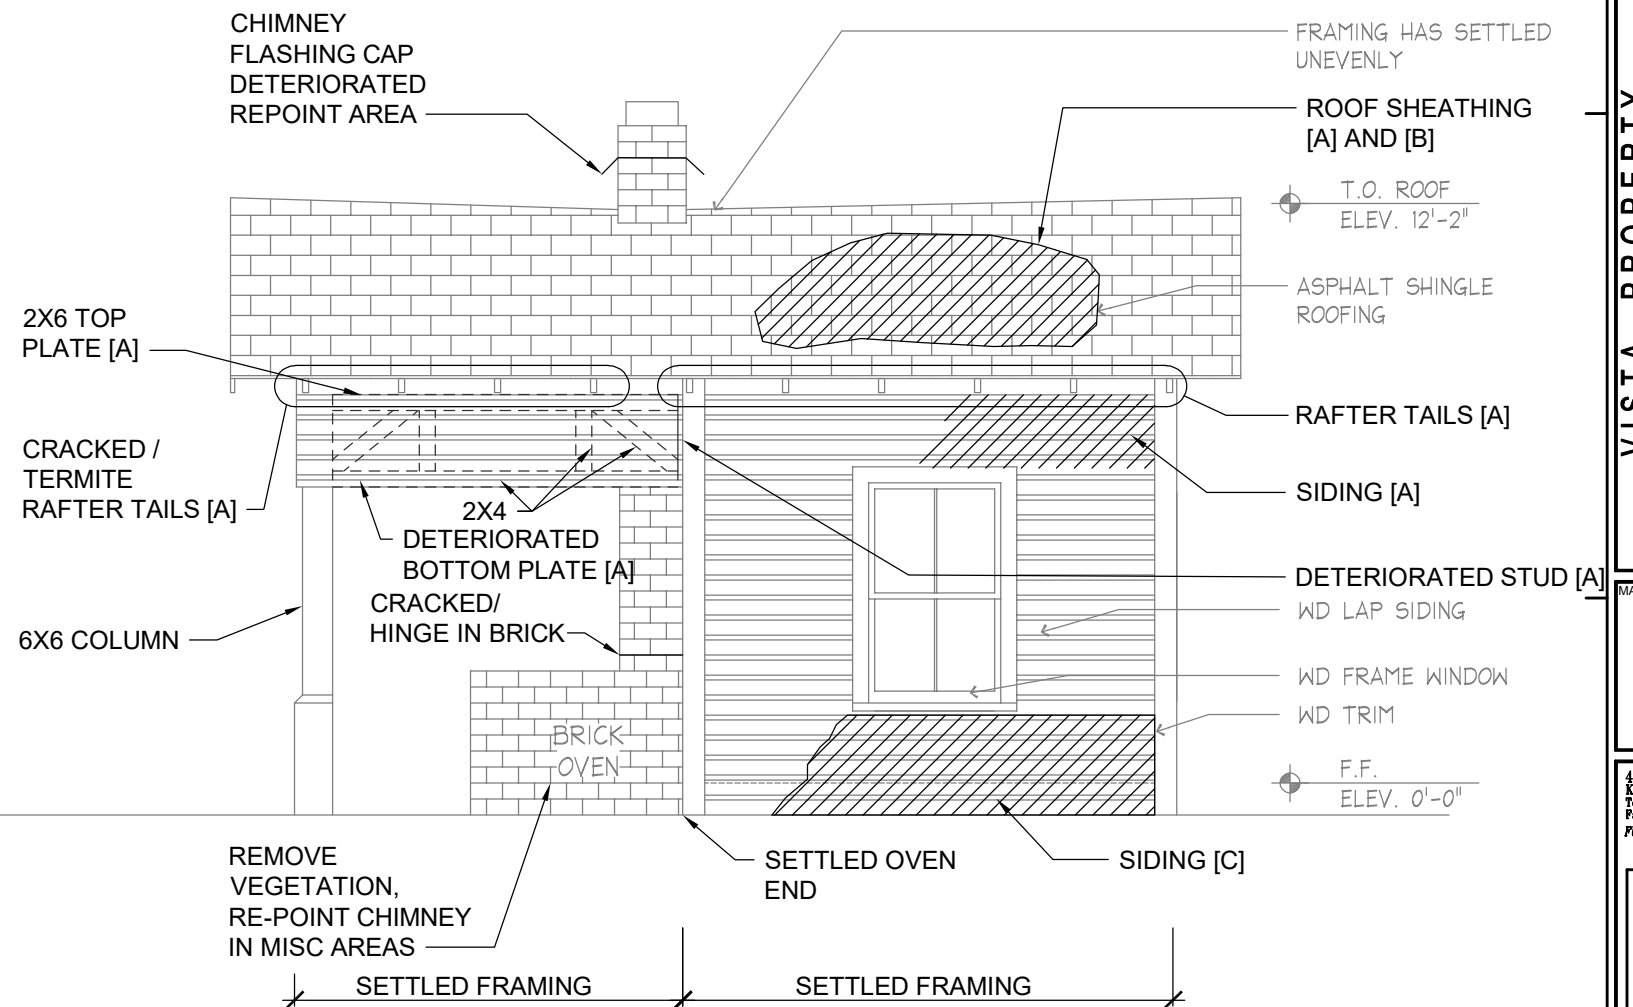 CHIMNEY
FLASHING CAP
DETERIORATED
REPOINT AREA
FRAMING HAS SETTLED
UNEVENLY
ROOF SHEATHING
[A] AND [B]
T.O. ROOF
ELEV. 12'-2"
ASPHALT SHINGLE
ROOFING
2X6 TOP
PLATE [A]
RAFTER TAILS [A]
CRACKED /
TERMITE
RAFTER TAILS [A]
SIDING [A]
2X4
DETERIORATED
BOTTOM PLATE [A]
DETERIORATED STUD [A]
CRACKED/
HINGE IN BRICK
WD LAP SIDING
6X6 COLUMN
WD FRAME WINDOW
WD TRIM
BRICK
OVEN
F.F.
ELEV. 0'-0"
REMOVE
VEGETATION,
RE-POINT CHIMNEY
IN MISC AREAS
SETTLED OVEN
END
SIDING [C]
SETTLED FRAMING
SETTLED FRAMING
VISTA PROPERTY
MA